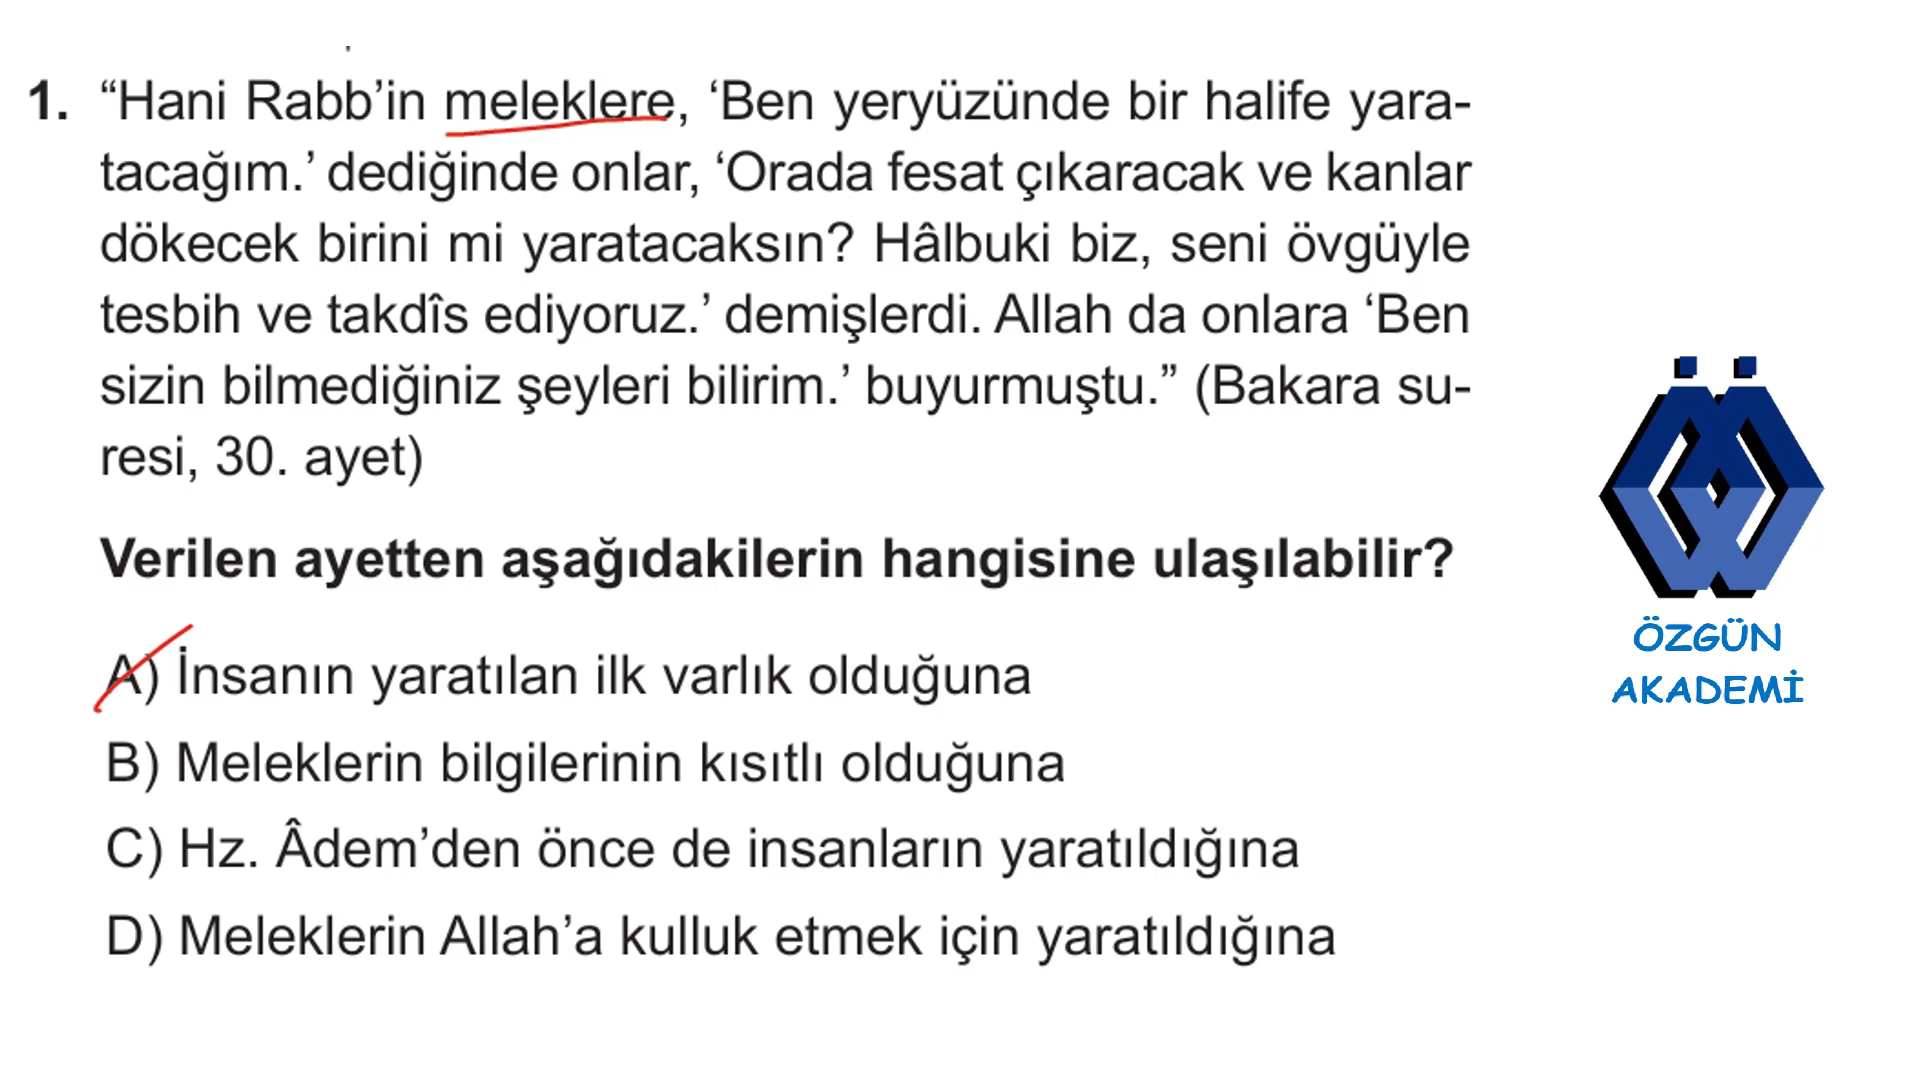 1. “Hani Rabb’in meleklere, ‘Ben yeryüzünde bir halife yara-
tacağım.’ dediğinde onlar, ‘Orada fesat çıkaracak ve kanlar
dökecek birini mi yaratacaksın? Hâlbuki biz, seni övgüyle
tesbih ve takdîs ediyoruz.’ demişlerdi. Allah da onlara ‘Ben
sizin bilmediğiniz şeyleri bilirim.’ buyurmuştu.” (Bakara su-
resi, 30. ayet)
Verilen ayetten aşağıdakilerin hangisine ulaşılabilir?
A) İnsanın yaratılan ilk varlık olduğuna
B) Meleklerin bilgilerinin kısıtlı olduğuna
C) Hz. Âdem’den önce de insanların yaratıldığına
D) Meleklerin Allah’a kulluk etmek için yaratıldığına
ÖZGÜN
AKADEMİ